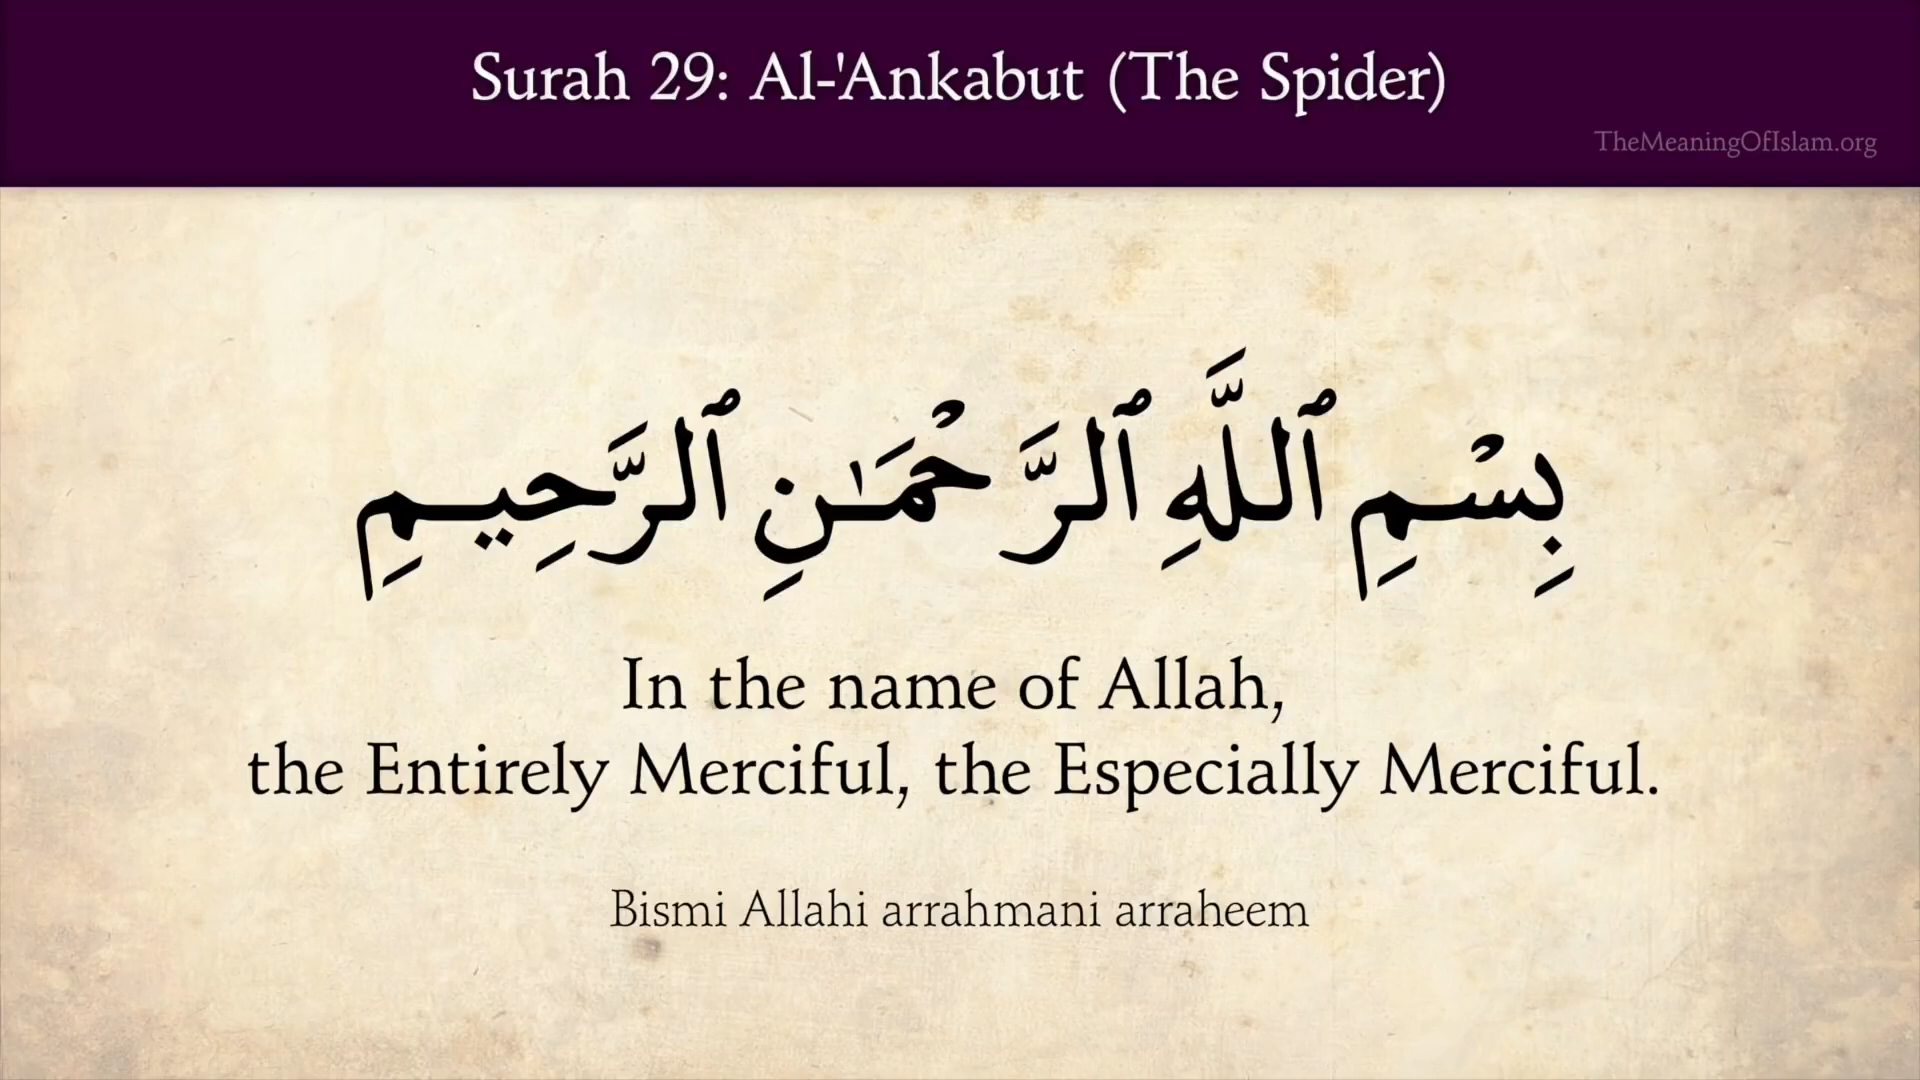 Surah 29: Al-'Ankabut (The Spider)
TheMeaningOfIslam.org
بِسْمِ ٱللَّهِ ٱلرَّحْمَـٰنِ ٱلرَّحِيمِ
In the name of Allah,
the Entirely Merciful, the Especially Merciful.
Bismi Allahi arrahmani arraheem